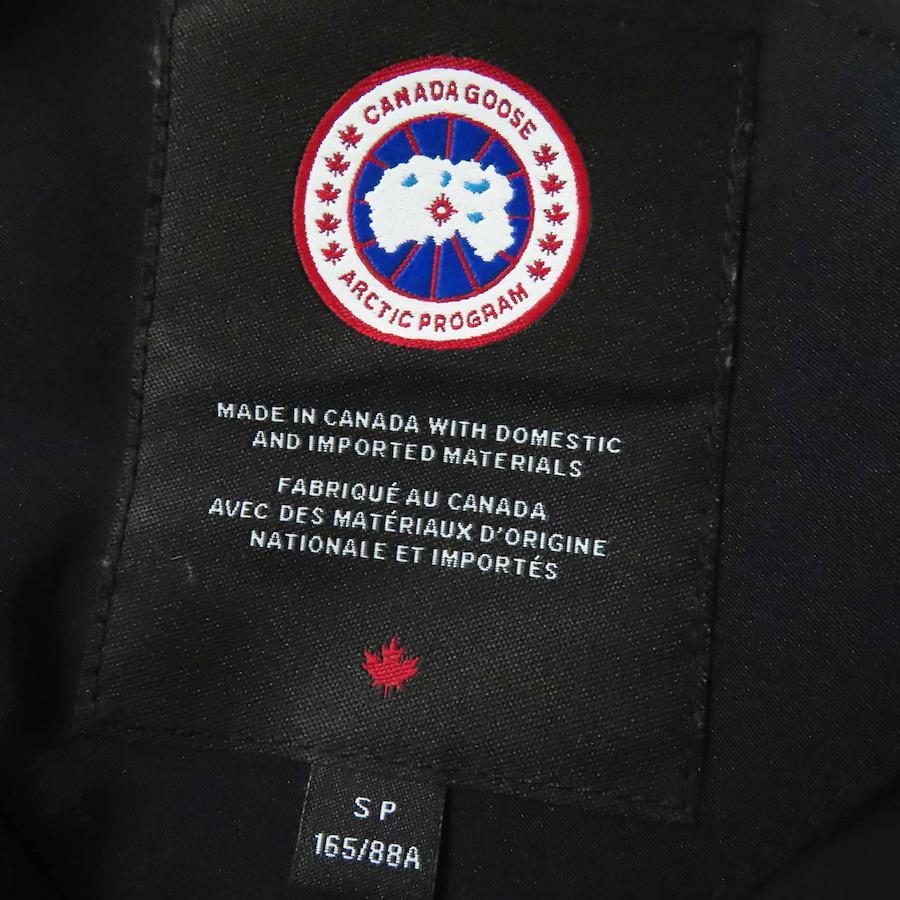 CANADA GOOSE
ARCTIC PROGRAM
MADE IN CANADA WITH DOMESTIC
AND IMPORTED MATERIALS
FABRIQUÉ AU CANADA
AVEC DES MATÉRIAUX D'ORIGINE
NATIONALE ET IMPORTÉS
S P
165/88A